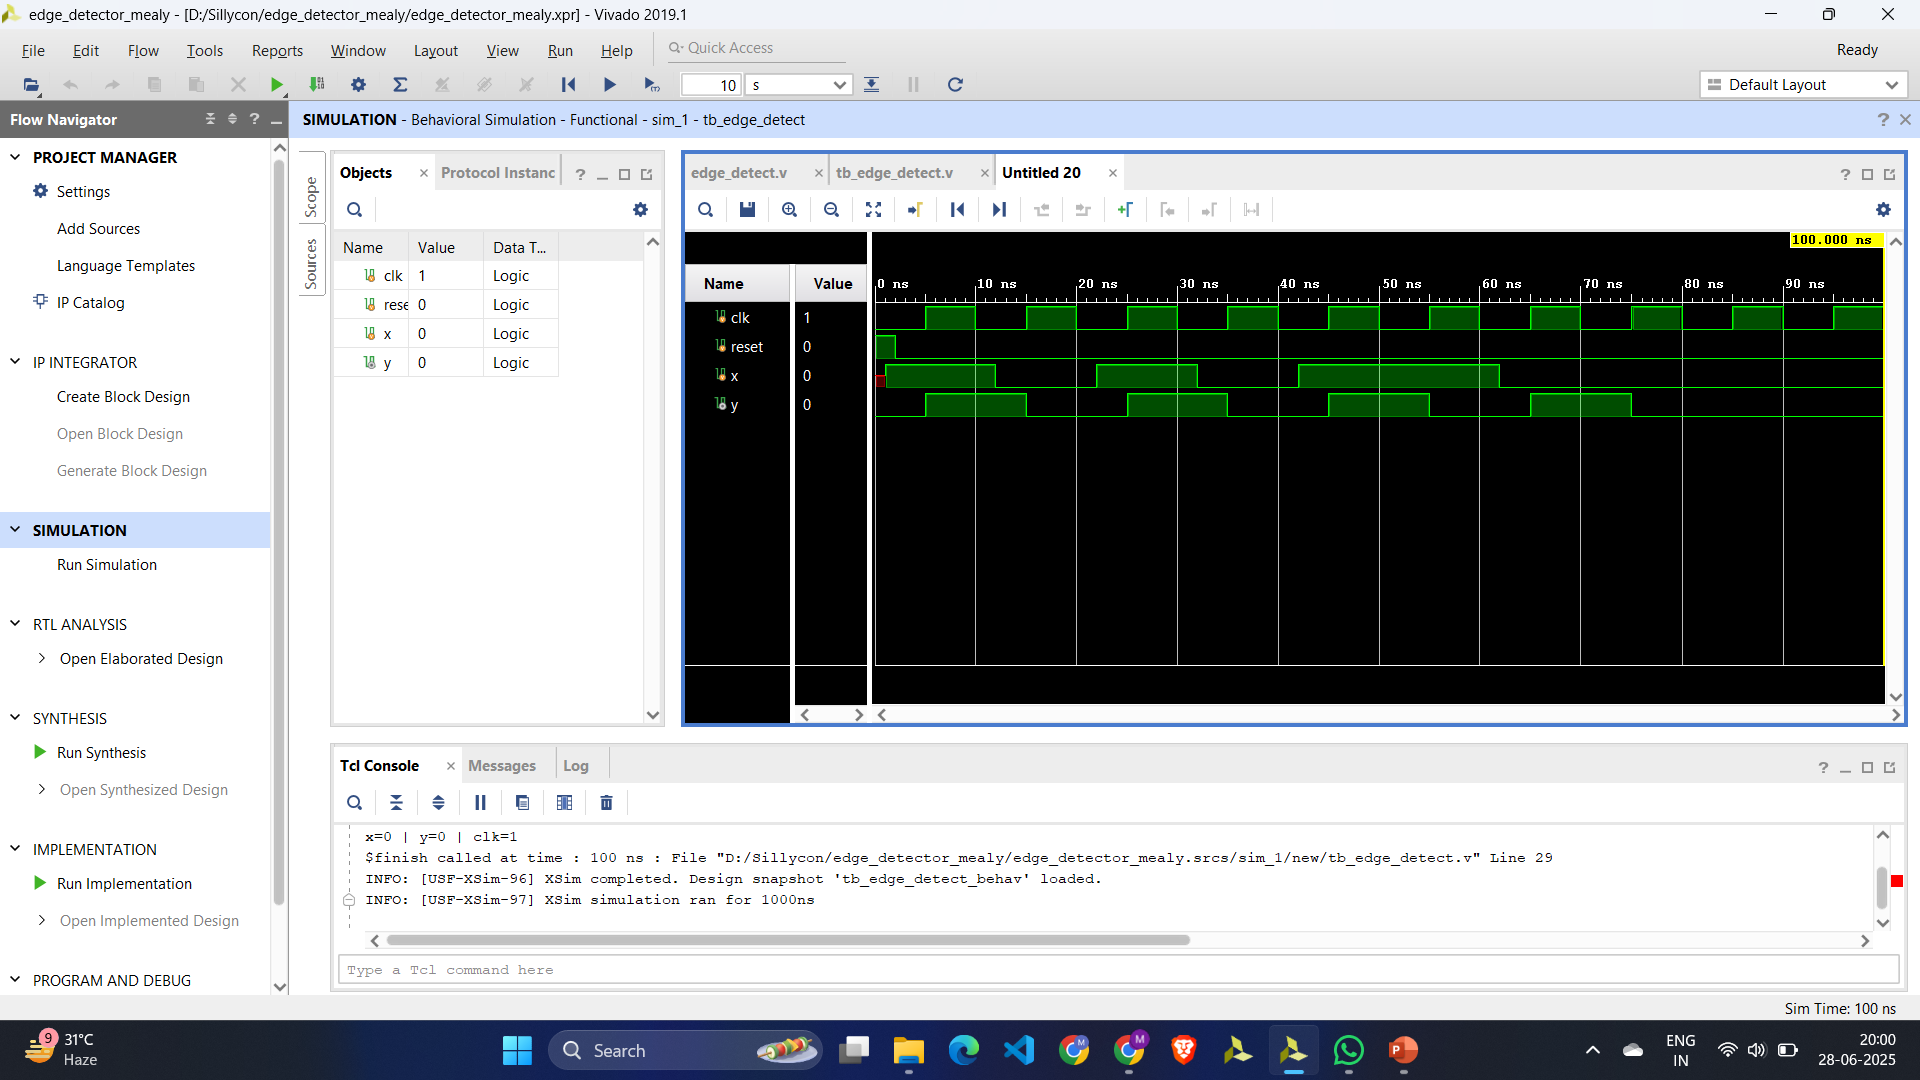 edge_detector_mealy - [D:/Sillycon/edge_detector_mealy/edge_detector_mealy.xpr] - Vivado 2019.1
File Edit Flow Tools Reports Window Layout View Run Help Quick Access Ready
10 s Default Layout
Flow Navigator
SIMULATION - Behavioral Simulation - Functional - sim_1 - tb_edge_detect
PROJECT MANAGER
Settings
Add Sources
Language Templates
IP Catalog
IP INTEGRATOR
Create Block Design
Open Block Design
Generate Block Design
SIMULATION
Run Simulation
RTL ANALYSIS
Open Elaborated Design
SYNTHESIS
Run Synthesis
Open Synthesized Design
IMPLEMENTATION
Run Implementation
Open Implemented Design
PROGRAM AND DEBUG
Scope
Sources
Objects Protocol Instanc
Name Value Data T...
clk 1 Logic
rese 0 Logic
x 0 Logic
y 0 Logic
edge_detect.v tb_edge_detect.v Untitled 20
100.000 ns
Name Value
0 ns 10 ns 20 ns 30 ns 40 ns 50 ns 60 ns 70 ns 80 ns 90 ns
clk 1
reset 0
x 0
y 0
Tcl Console Messages Log
x=0 | y=0 | clk=1
$finish called at time : 100 ns : File "D:/Sillycon/edge_detector_mealy/edge_detector_mealy.srcs/sim_1/new/tb_edge_detect.v" Line 29
INFO: [USF-XSim-96] XSim completed. Design snapshot 'tb_edge_detect_behav' loaded.
INFO: [USF-XSim-97] XSim simulation ran for 1000ns
Type a Tcl command here
Sim Time: 100 ns
9
31°C
Haze
Search
M
M
ENG
IN
20:00
28-06-2025